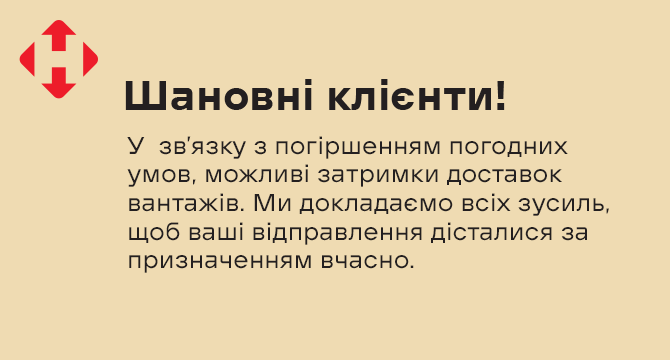 Шановні клієнти!
У зв'язку з погіршенням погодних
умов, можливі затримки доставок
вантажів. Ми докладаємо всіх зусиль,
щоб ваші відправлення дісталися за
призначенням вчасно.